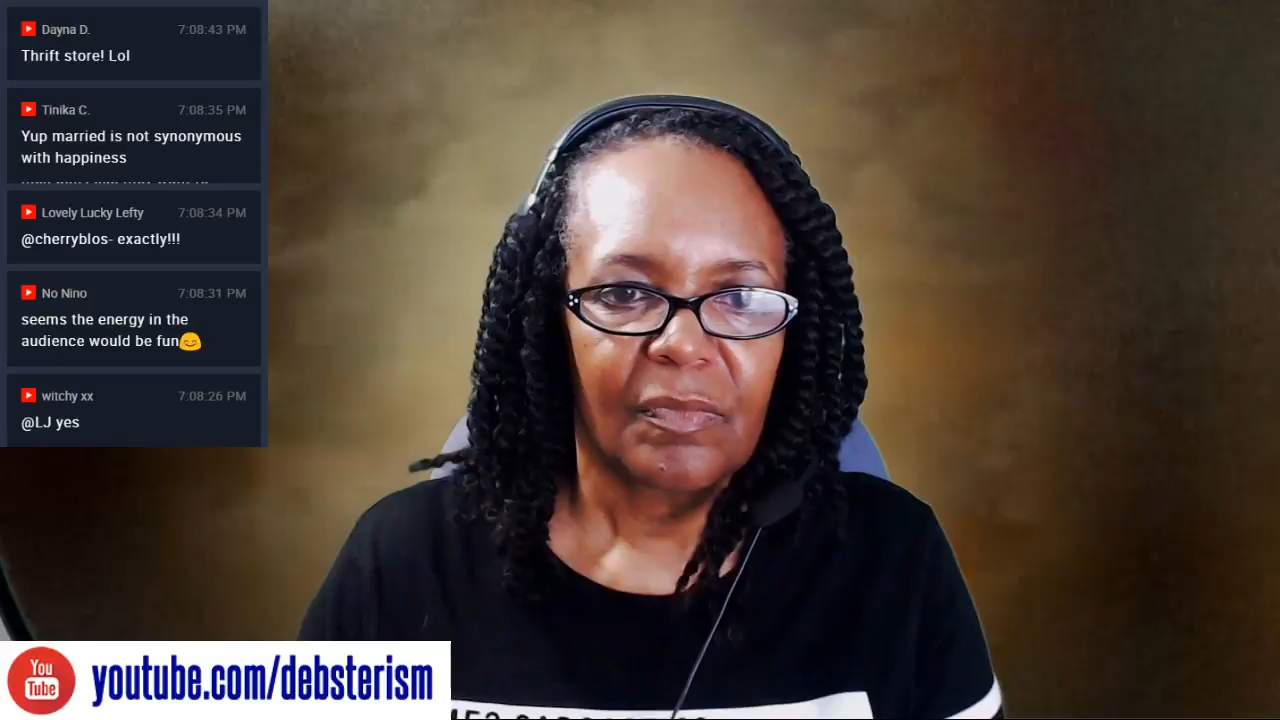 Dayna D. 7:08:43 PM
Thrift store! Lol
Tinika C. 7:08:35 PM
Yup married is not synonymous
with happiness
Lovely Lucky Lefty 7:08:34 PM
@cherryblos- exactly!!!
No Nino 7:08:31 PM
seems the energy in the
audience would be fun😊
witchy xx 7:08:26 PM
@LJ yes
You
Tube
youtube.com/debsterism